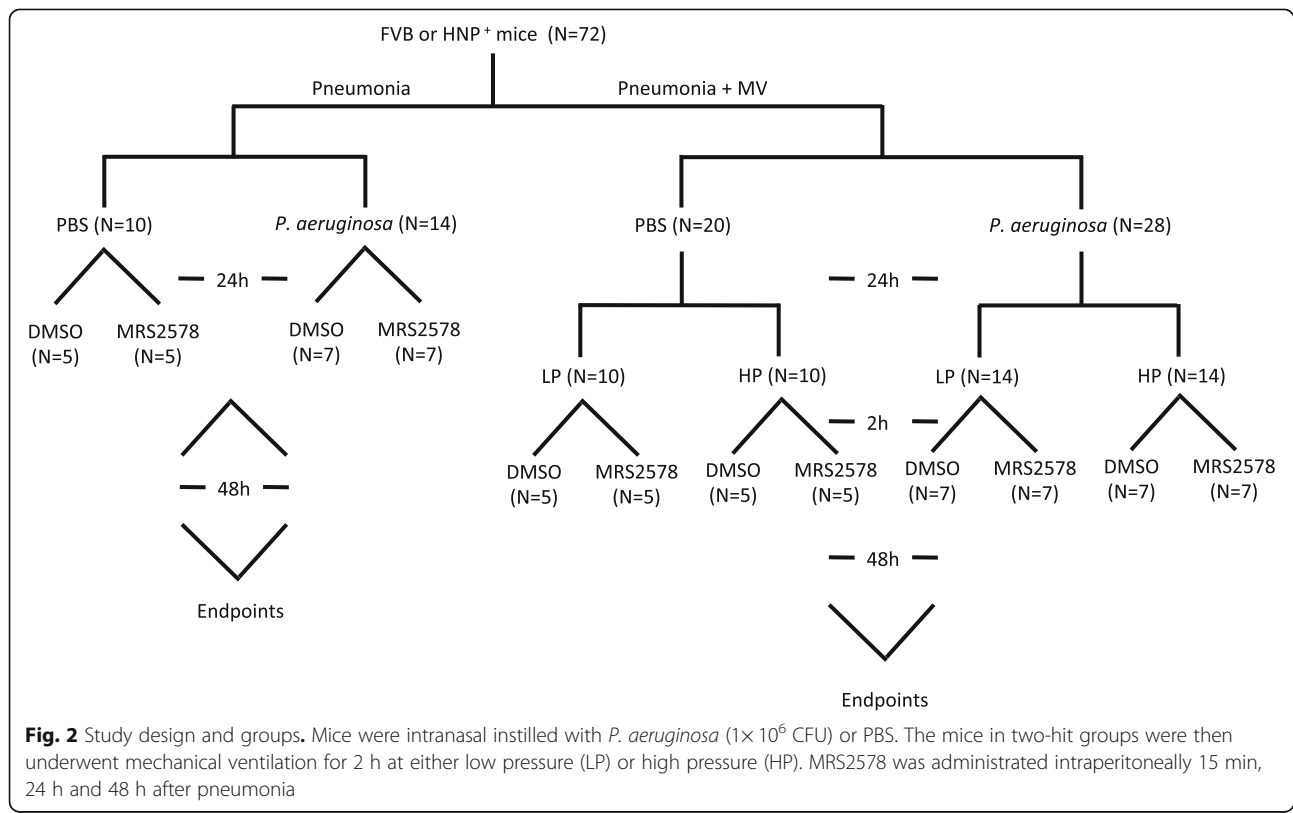 FVB or HNP⁺ mice (N=72)
Pneumonia
Pneumonia + MV
PBS (N=10)
P. aeruginosa (N=14)
PBS (N=20)
P. aeruginosa (N=28)
24h
24h
DMSO
(N=5)
MRS2578
(N=5)
DMSO
(N=7)
MRS2578
(N=7)
LP (N=10)
HP (N=10)
LP (N=14)
HP (N=14)
2h
DMSO
(N=5)
MRS2578
(N=5)
DMSO
(N=5)
MRS2578
(N=5)
DMSO
(N=7)
MRS2578
(N=7)
DMSO
(N=7)
MRS2578
(N=7)
48h
48h
Endpoints
Endpoints
Fig. 2 Study design and groups. Mice were intranasal instilled with P. aeruginosa (1× 10⁶ CFU) or PBS. The mice in two-hit groups were then
underwent mechanical ventilation for 2 h at either low pressure (LP) or high pressure (HP). MRS2578 was administrated intraperitoneally 15 min,
24 h and 48 h after pneumonia